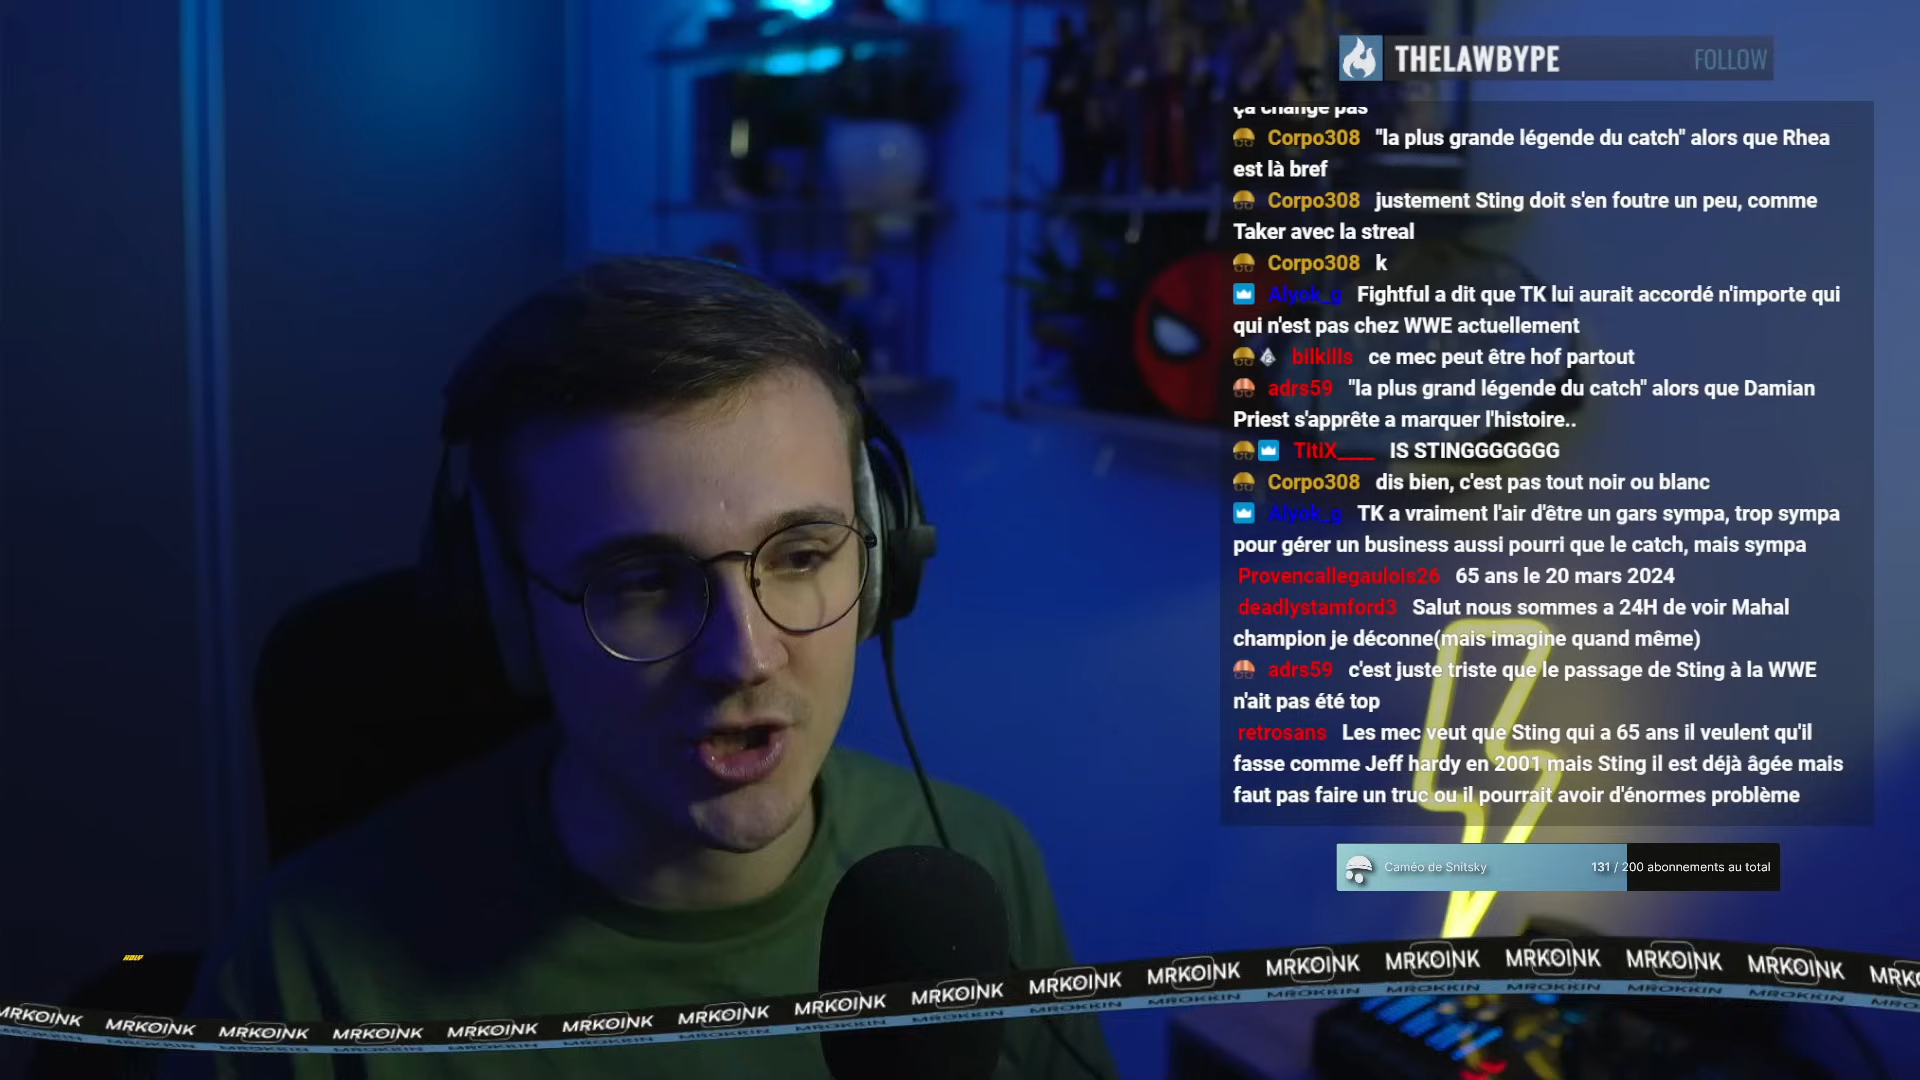 THELAWBYPE FOLLOW
ça change pas
Corpo308 "la plus grande légende du catch" alors que Rhea
est là bref
Corpo308 justement Sting doit s'en foutre un peu, comme
Taker avec la streal
Corpo308 k
Alyok_g Fightful a dit que TK lui aurait accordé n'importe qui
qui n'est pas chez WWE actuellement
bilkills ce mec peut être hof partout
adrs59 "la plus grand légende du catch" alors que Damian
Priest s'apprête a marquer l'histoire..
TitiX____ IS STINGGGGGGG
Corpo308 dis bien, c'est pas tout noir ou blanc
Alyok_g TK a vraiment l'air d'être un gars sympa, trop sympa
pour gérer un business aussi pourri que le catch, mais sympa
Provencallegaulois26 65 ans le 20 mars 2024
deadlystamford3 Salut nous sommes a 24H de voir Mahal
champion je déconne(mais imagine quand même)
adrs59 c'est juste triste que le passage de Sting à la WWE
n'ait pas été top
retrosans Les mec veut que Sting qui a 65 ans il veulent qu'il
fasse comme Jeff hardy en 2001 mais Sting il est déjà âgée mais
faut pas faire un truc ou il pourrait avoir d'énormes problème
Caméo de Snitsky 131 / 200 abonnements au total
HOLY
MRKOINK MRKOINK MRKOINK MRKOINK MRKOINK MRKOINK MRKOINK MRKOINK MRKOINK MRKOINK MRKOINK MRKOINK MRKOINK MRKOINK MRKOINK MRKOINK MRKO